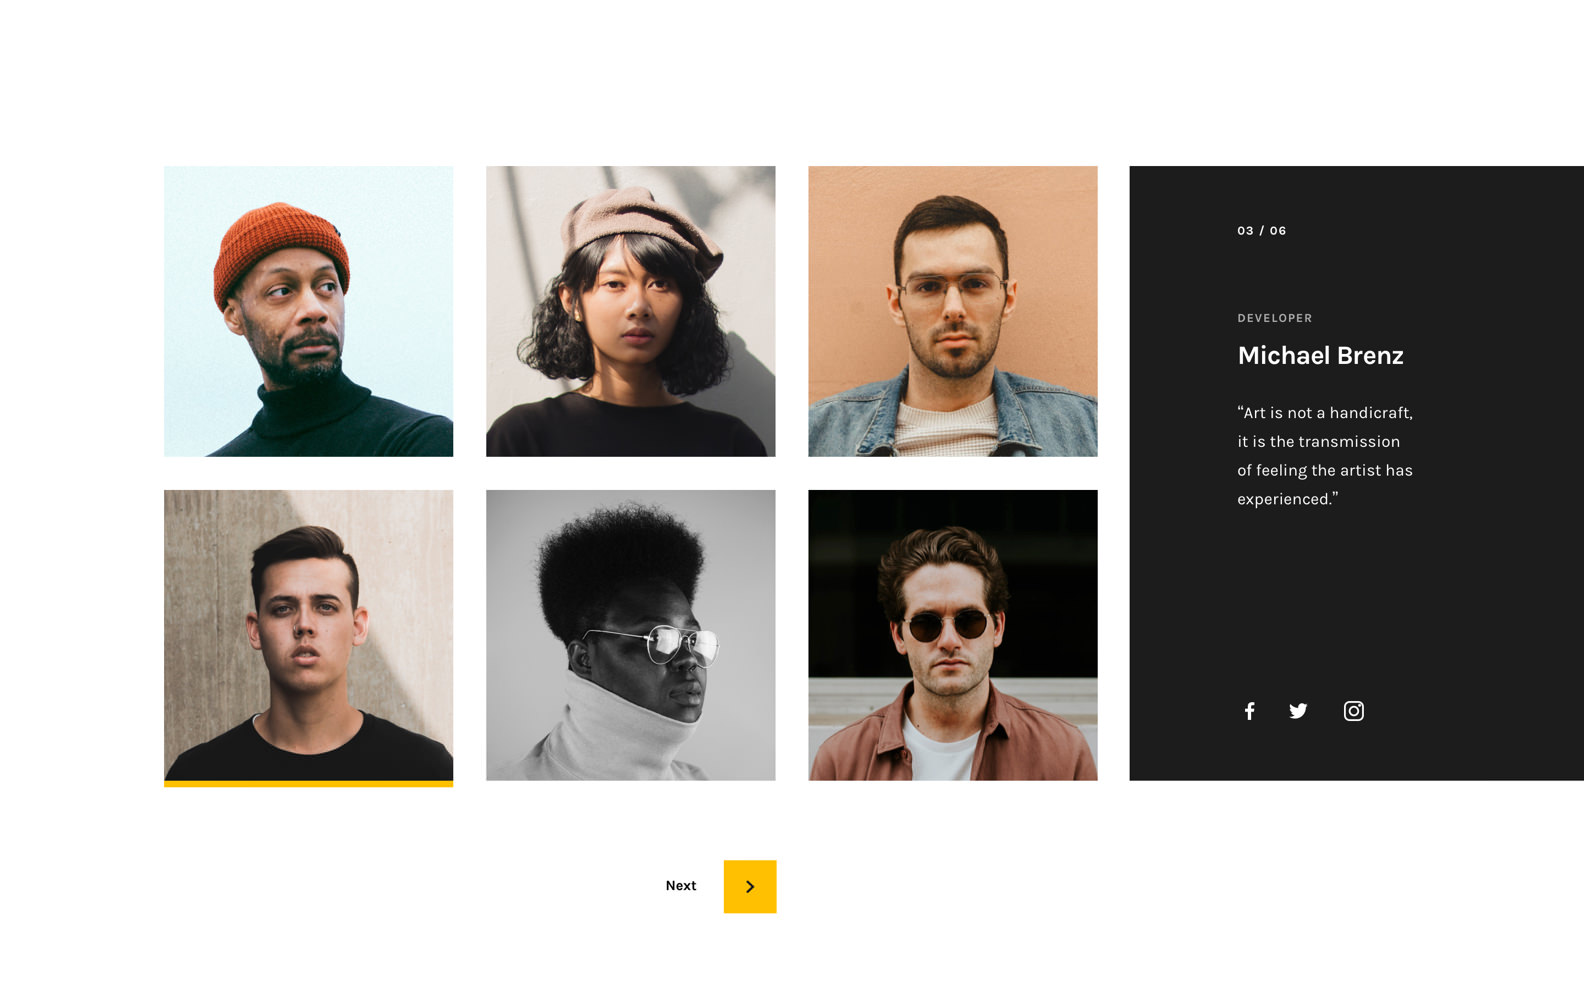 03 / 06
DEVELOPER
Michael Brenz
“Art is not a handicraft,
it is the transmission
of feeling the artist has
experienced.”
Next